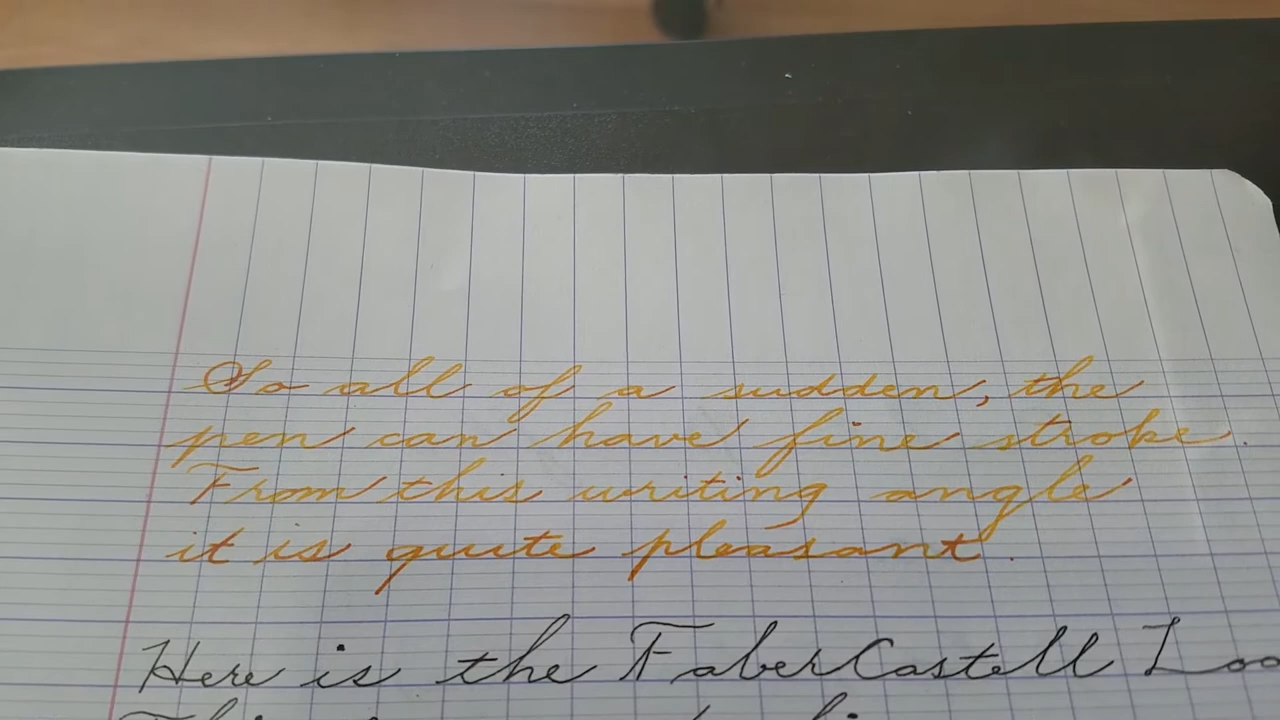 So all of a sudden, the
pen can have fine stroke.
From this writing angle
it is quite pleasant.
Here is the FaberCastell Loo